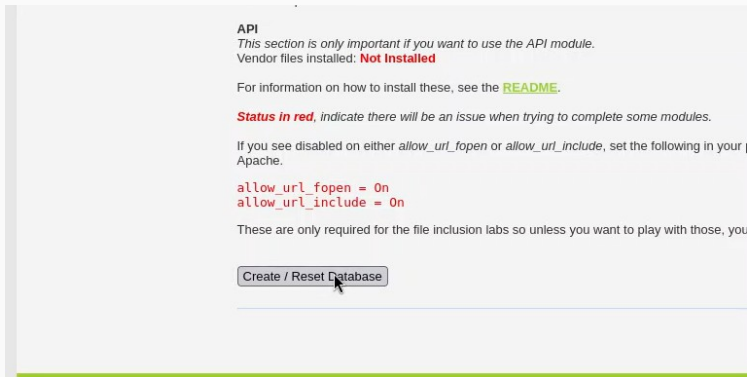 API
This section is only important if you want to use the API module.
Vendor files installed: Not Installed
For information on how to install these, see the README.
Status in red, indicate there will be an issue when trying to complete some modules.
If you see disabled on either allow_url_fopen or allow_url_include, set the following in your
Apache.
allow_url_fopen = On
allow_url_include = On
These are only required for the file inclusion labs so unless you want to play with those, you
Create / Reset Database